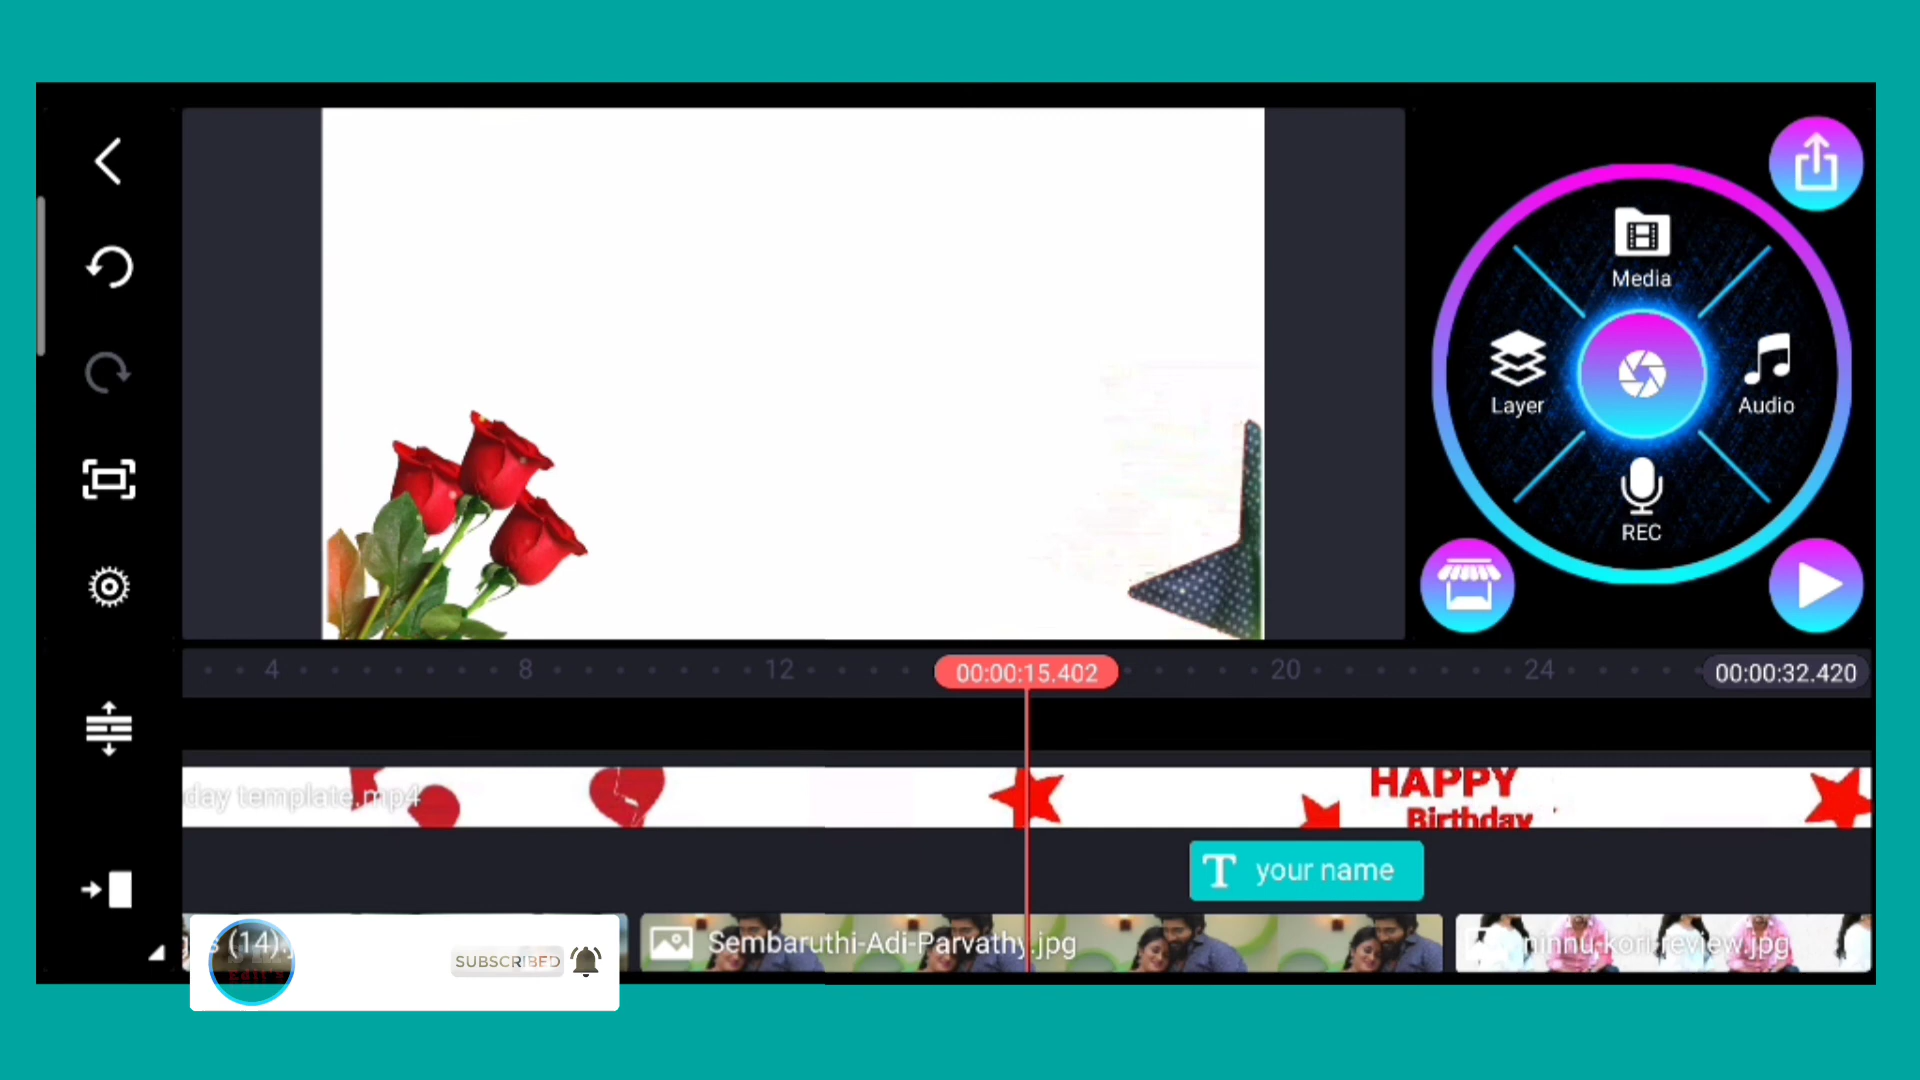 Media
Layer
Audio
REC
4
8
12
00:00:15.402
20
24
00:00:32.420
day template.mp4
HAPPY
Birthday
T your name
s (14).
SUBSCRIBED
Sembaruthi-Adi-Parvathy.jpg
ninnu-kori-review.jpg